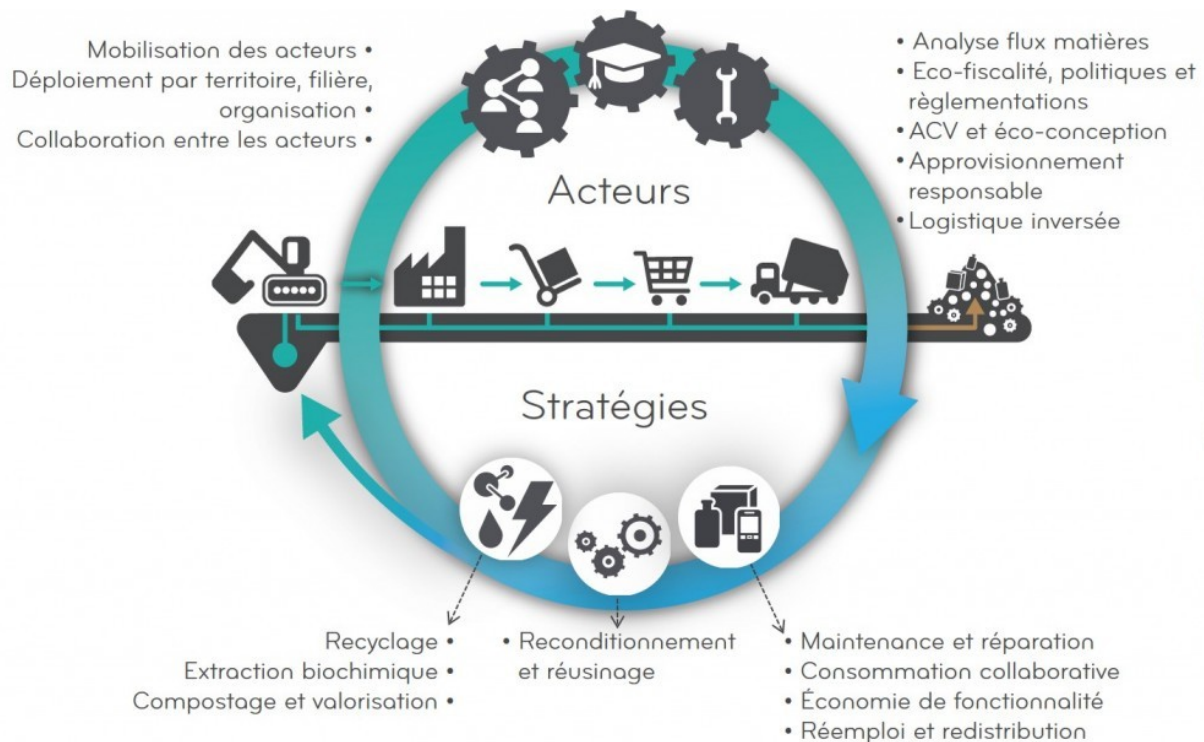 Mobilisation des acteurs •
Déploiement par territoire, filière,
organisation •
Collaboration entre les acteurs •
• Analyse flux matières
• Eco-fiscalité, politiques et
règlementations
• ACV et éco-conception
• Approvisionnement
responsable
• Logistique inversée
Acteurs
Stratégies
Recyclage •
Extraction biochimique •
Compostage et valorisation •
• Reconditionnement
et réusinage
• Maintenance et réparation
• Consommation collaborative
• Économie de fonctionnalité
• Réemploi et redistribution